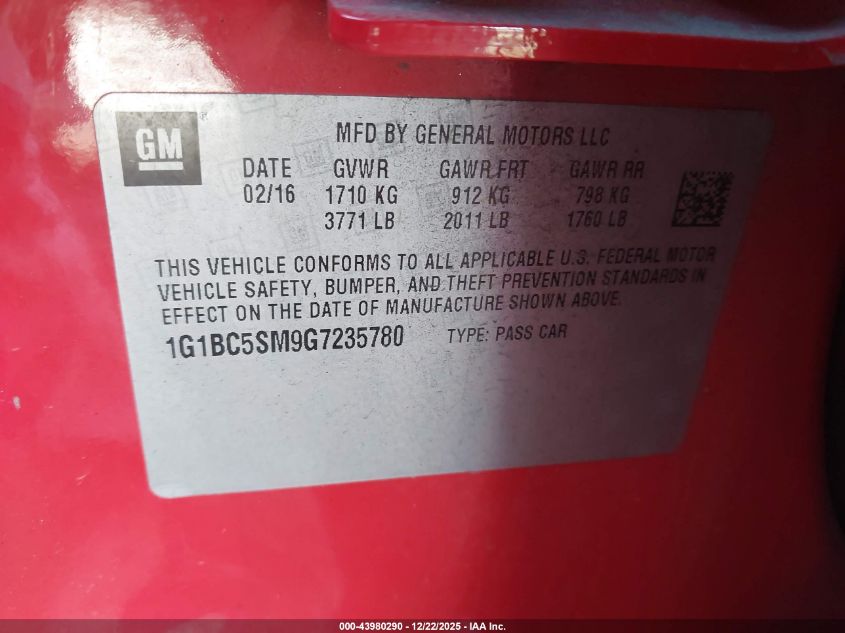 GM
MFD BY GENERAL MOTORS LLC
DATE GVWR GAWR FRT GAWR RR
02/16 1710 KG 912 KG 798 KG
3771 LB 2011 LB 1760 LB
THIS VEHICLE CONFORMS TO ALL APPLICABLE U.S. FEDERAL MOTOR
VEHICLE SAFETY, BUMPER, AND THEFT PREVENTION STANDARDS IN
EFFECT ON THE DATE OF MANUFACTURE SHOWN ABOVE.
1G1BC5SM9G7235780 TYPE: PASS CAR
000-43980290 - 12/22/2025 - IAA Inc.